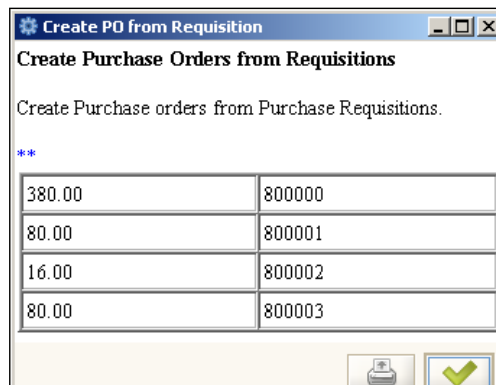 Create PO from Requisition
Create Purchase Orders from Requisitions
Create Purchase orders from Purchase Requisitions.
**
380.00 800000
80.00 800001
16.00 800002
80.00 800003